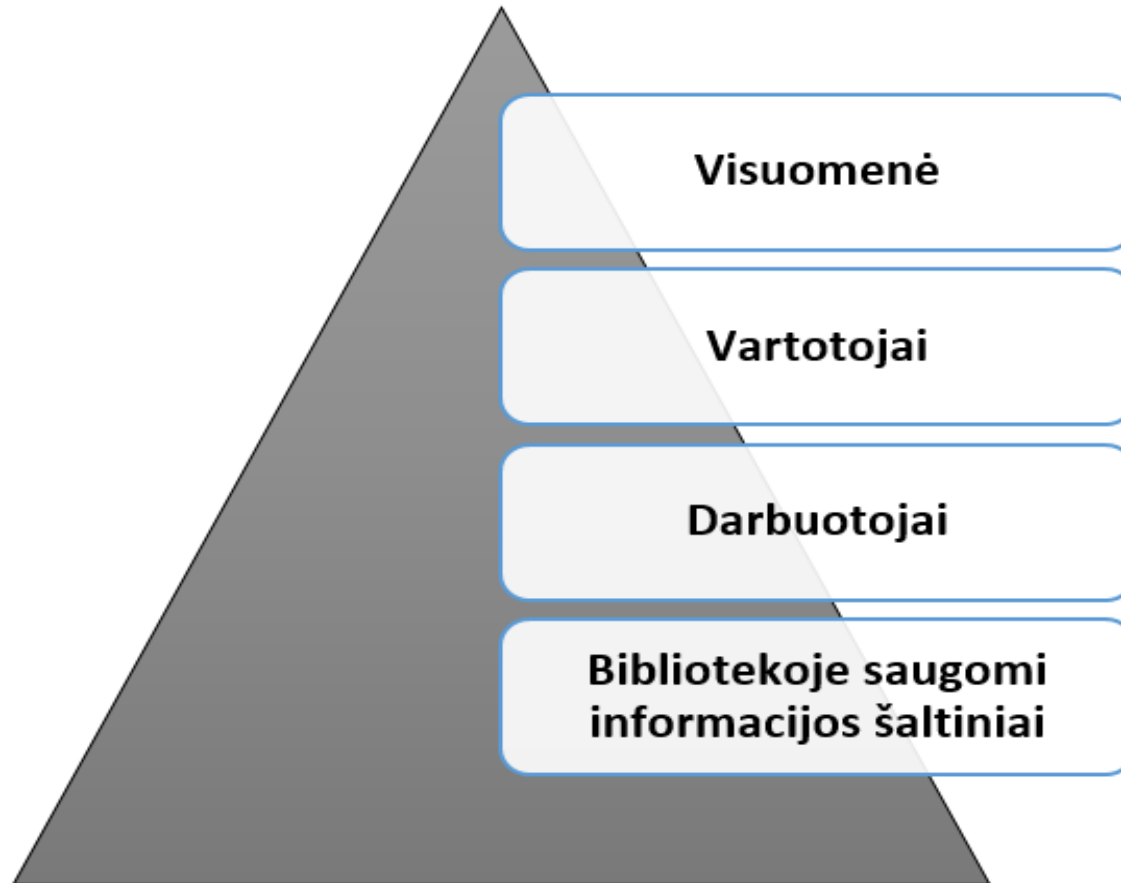 Visuomenė
Vartotojai
Darbuotojai
Bibliotekoje saugomi
informacijos šaltiniai